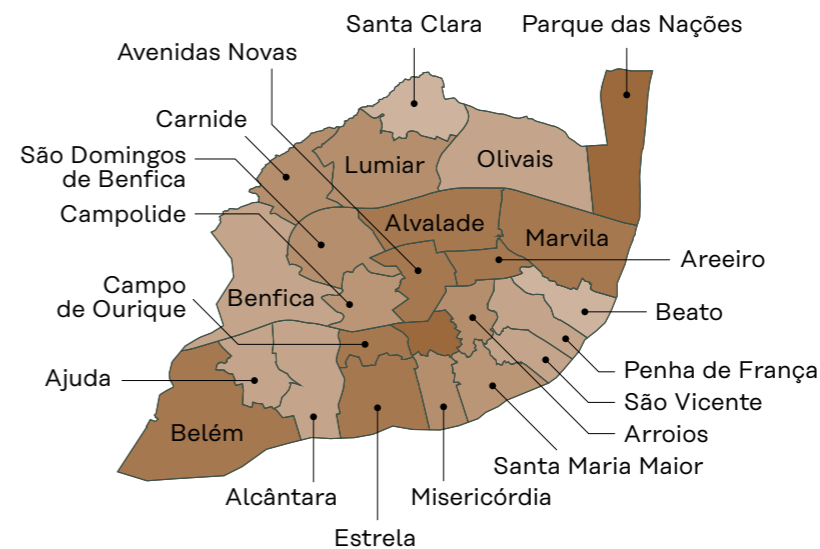 Santa Clara
Parque das Nações
Avenidas Novas
Carnide
São Domingos
de Benfica
Lumiar
Olivais
Campolide
Alvalade
Marvila
Areeiro
Campo
de Ourique
Benfica
Beato
Ajuda
Penha de França
São Vicente
Belém
Arroios
Santa Maria Maior
Alcântara
Misericórdia
Estrela